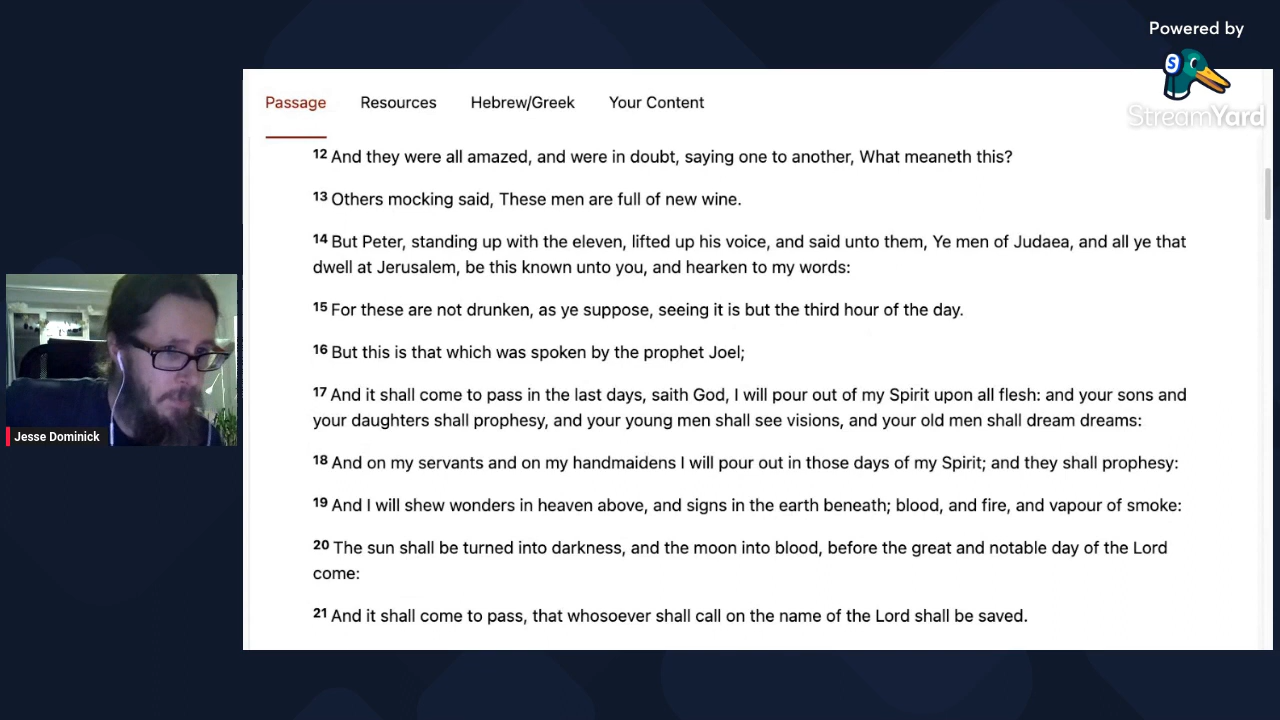 Powered by
S
StreamYard
Passage Resources Hebrew/Greek Your Content
12 And they were all amazed, and were in doubt, saying one to another, What meaneth this?
13 Others mocking said, These men are full of new wine.
14 But Peter, standing up with the eleven, lifted up his voice, and said unto them, Ye men of Judaea, and all ye that
dwell at Jerusalem, be this known unto you, and hearken to my words:
15 For these are not drunken, as ye suppose, seeing it is but the third hour of the day.
16 But this is that which was spoken by the prophet Joel;
17 And it shall come to pass in the last days, saith God, I will pour out of my Spirit upon all flesh: and your sons and
your daughters shall prophesy, and your young men shall see visions, and your old men shall dream dreams:
18 And on my servants and on my handmaidens I will pour out in those days of my Spirit; and they shall prophesy:
19 And I will shew wonders in heaven above, and signs in the earth beneath; blood, and fire, and vapour of smoke:
20 The sun shall be turned into darkness, and the moon into blood, before the great and notable day of the Lord
come:
21 And it shall come to pass, that whosoever shall call on the name of the Lord shall be saved.
Jesse Dominick